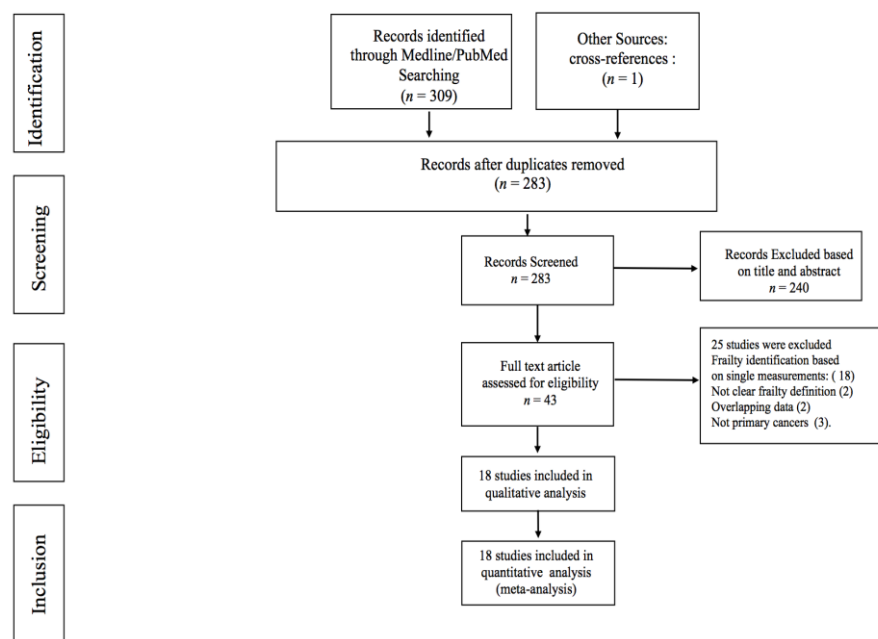 Identification
Records identified
through Medline/PubMed
Searching
(n = 309)
Other Sources:
cross-references :
(n = 1)
Records after duplicates removed
(n = 283)
Screening
Records Screened
n = 283
Records Excluded based
on title and abstract
n = 240
Eligibility
Full text article
assessed for eligibility
n = 43
25 studies were excluded
Frailty identification based
on single measurements: ( 18)
Not clear frailty definition (2)
Overlapping data (2)
Not primary cancers (3).
18 studies included in
qualitative analysis
Inclusion
18 studies included in
quantitative analysis
(meta-analysis)